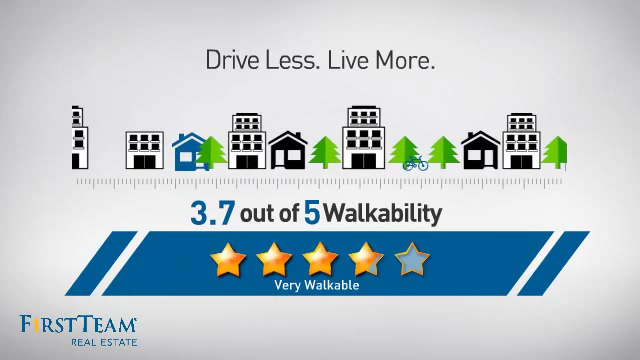 Drive Less. Live More.
3.7 out of 5 Walkability
Very Walkable
FIRSTTEAM®
REAL ESTATE